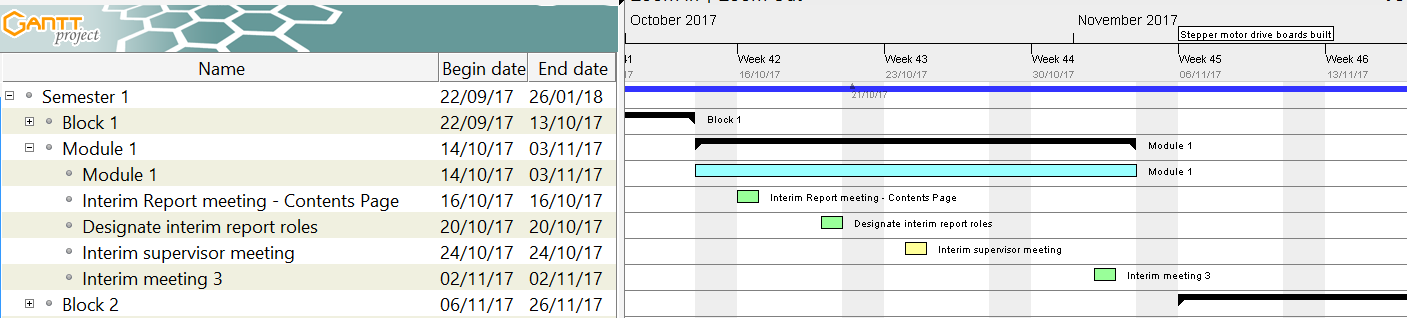 GANTT
project
October 2017
November 2017
Stepper motor drive boards built
41
Week 42
Week 43
Week 44
Week 45
Week 46
17
16/10/17
23/10/17
30/10/17
06/11/17
13/11/17
Name
Begin date
End date
Semester 1
22/09/17
26/01/18
21/10/17
Block 1
22/09/17
13/10/17
Block 1
Module 1
14/10/17
03/11/17
Module 1
Module 1
14/10/17
03/11/17
Module 1
Interim Report meeting - Contents Page
16/10/17
16/10/17
Interim Report meeting - Contents Page
Designate interim report roles
20/10/17
20/10/17
Designate interim report roles
Interim supervisor meeting
24/10/17
24/10/17
Interim supervisor meeting
Interim meeting 3
02/11/17
02/11/17
Interim meeting 3
Block 2
06/11/17
26/11/17